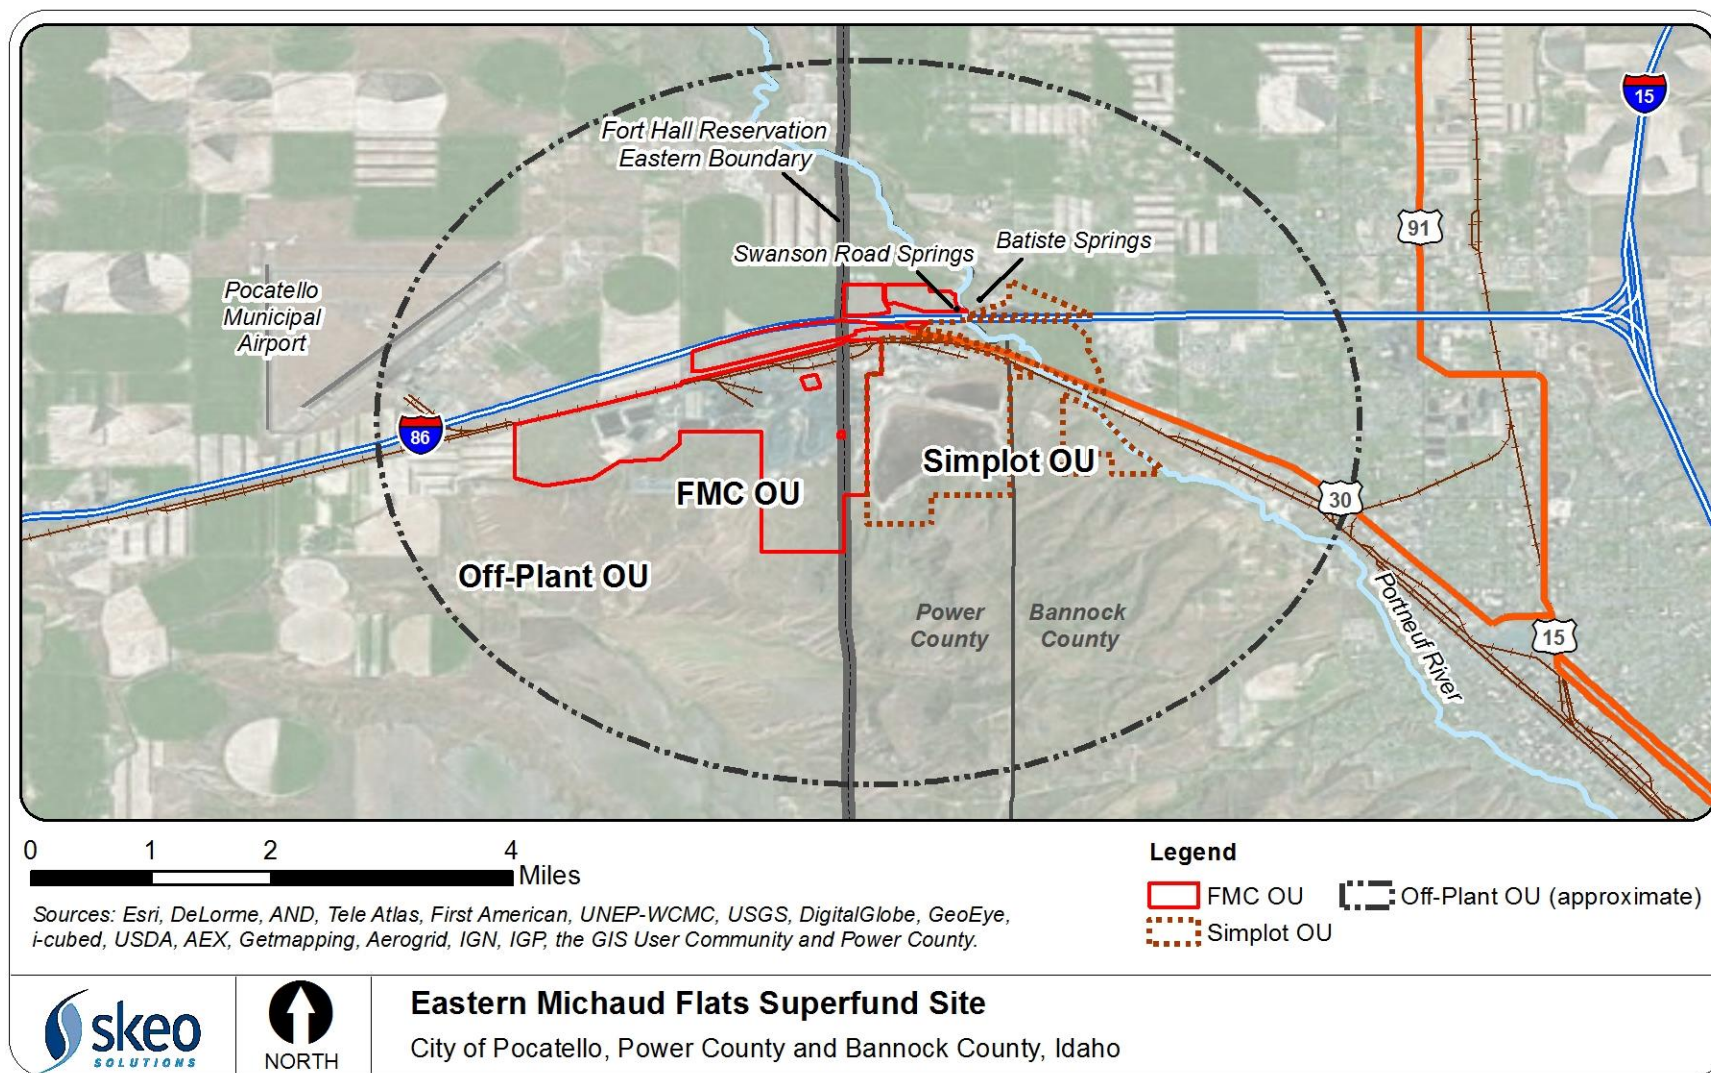 15
Fort Hall Reservation
Eastern Boundary
91
Swanson Road Springs
Batiste Springs
Pocatello
Municipal
Airport
86
Simplot OU
FMC OU
30
Off-Plant OU
Power
County
Bannock
County
Portneuf River
15
0 1 2 4
Miles
Sources: Esri, DeLorme, AND, Tele Atlas, First American, UNEP-WCMC, USGS, DigitalGlobe, GeoEye,
i-cubed, USDA, AEX, Getmapping, Aerogrid, IGN, IGP, the GIS User Community and Power County.
Legend
FMC OU
Off-Plant OU (approximate)
Simplot OU
skeo
SOLUTIONS
NORTH
Eastern Michaud Flats Superfund Site
City of Pocatello, Power County and Bannock County, Idaho